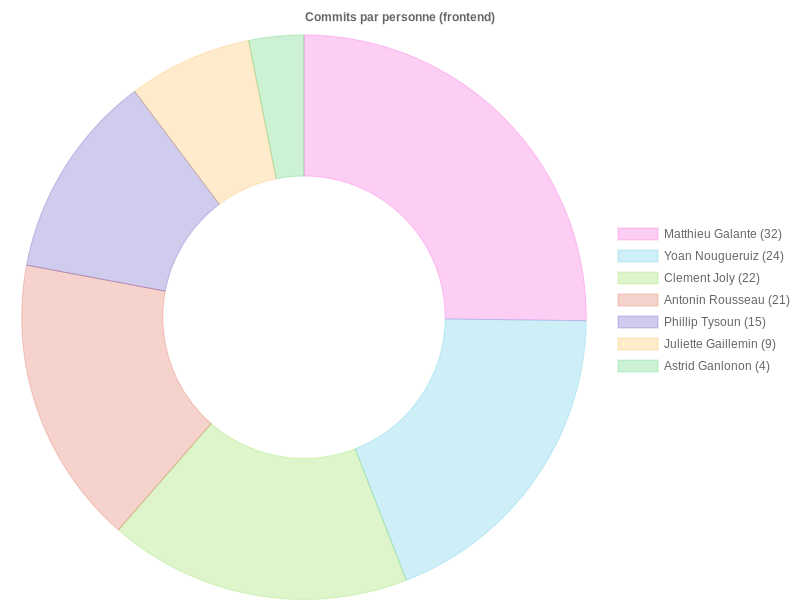 Commits par personne (frontend)
Matthieu Galante (32)
Yoan Nougueruiz (24)
Clement Joly (22)
Antonin Rousseau (21)
Phillip Tysoun (15)
Juliette Gaillemin (9)
Astrid Ganlonon (4)